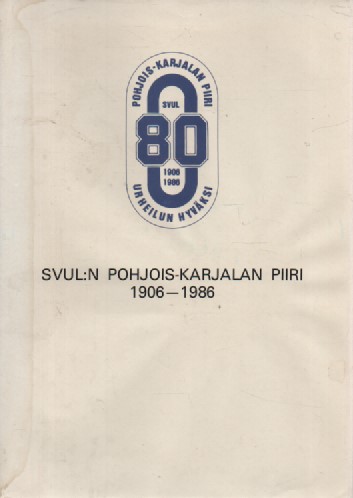 POHJOIS-KARJALAN PIIRI
SVUL
80
1906
1986
URHEILUN HYVÄKSI
SVUL:N POHJOIS-KARJALAN PIIRI
1906—1986